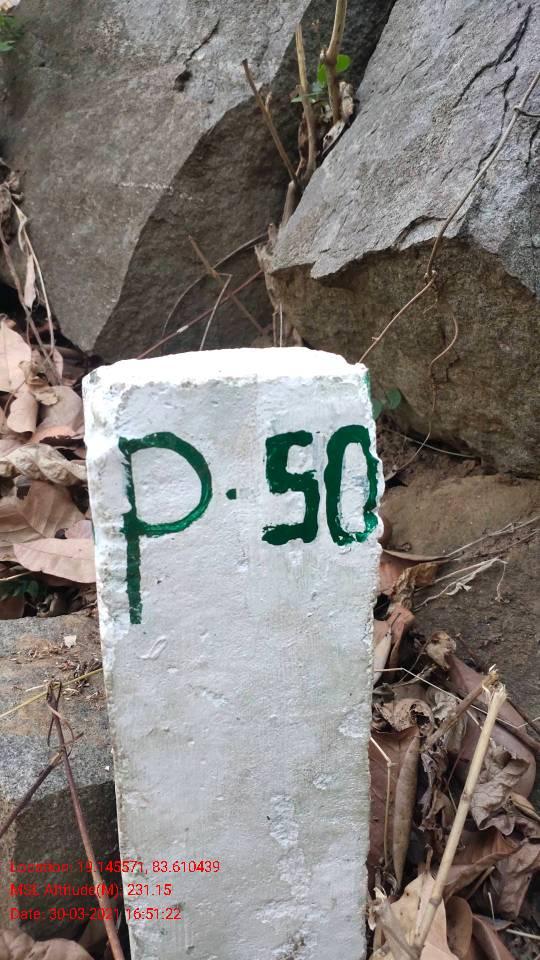 P·50
Location: 19.145571, 83.610439
MSL Altitude(M): 231.15
Date: 30-03-2021 16:51:22